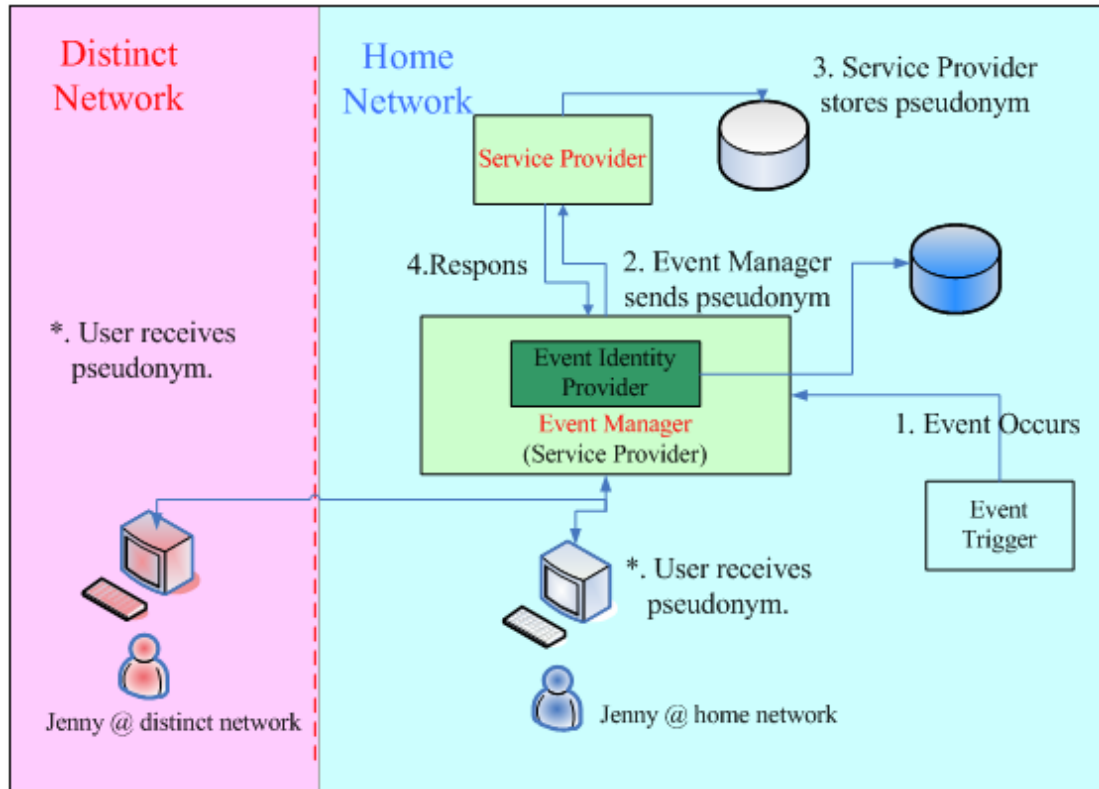 Distinct
Network
Home
Network
3. Service Provider
stores pseudonym
Service Provider
4.Respons
2. Event Manager
sends pseudonym
*. User receives
pseudonym.
Event Identity
Provider
Event Manager
(Service Provider)
1. Event Occurs
Event
Trigger
*. User receives
pseudonym.
Jenny @ distinct network
Jenny @ home network